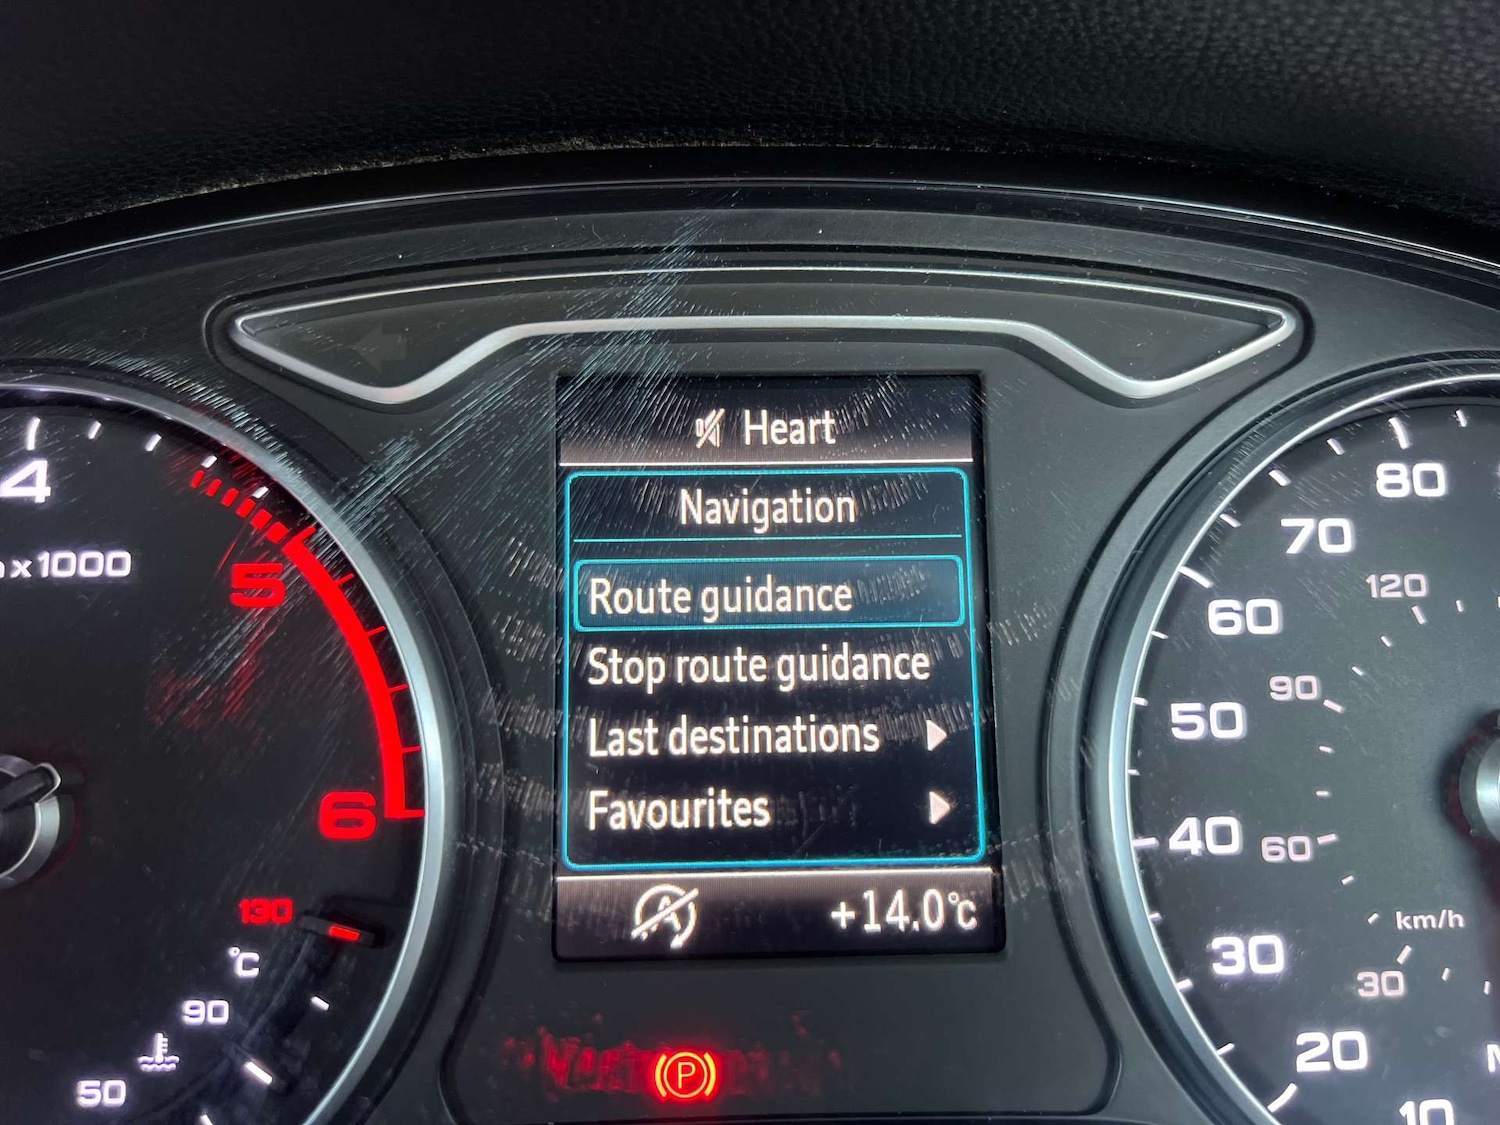 Heart
Navigation
Route guidance
Stop route guidance
Last destinations
Favourites
+14.0°C
4
x1000
5
6
130
°C
90
50
P
80
70
120
60
90
50
40
60
km/h
30
30
20
10